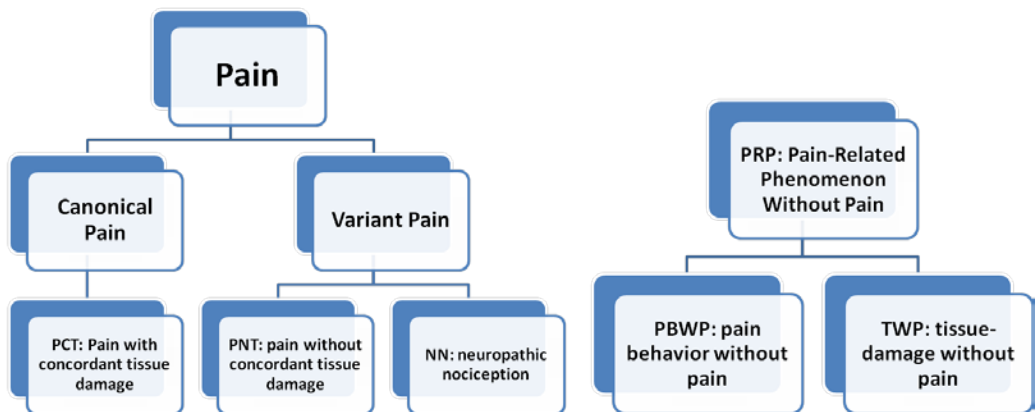 Pain
Canonical
Pain
Variant Pain
PCT: Pain with
concordant tissue
damage
PNT: pain without
concordant tissue
damage
NN: neuropathic
nociception
PRP: Pain-Related
Phenomenon
Without Pain
PBWP: pain
behavior without
pain
TWP: tissue-
damage without
pain